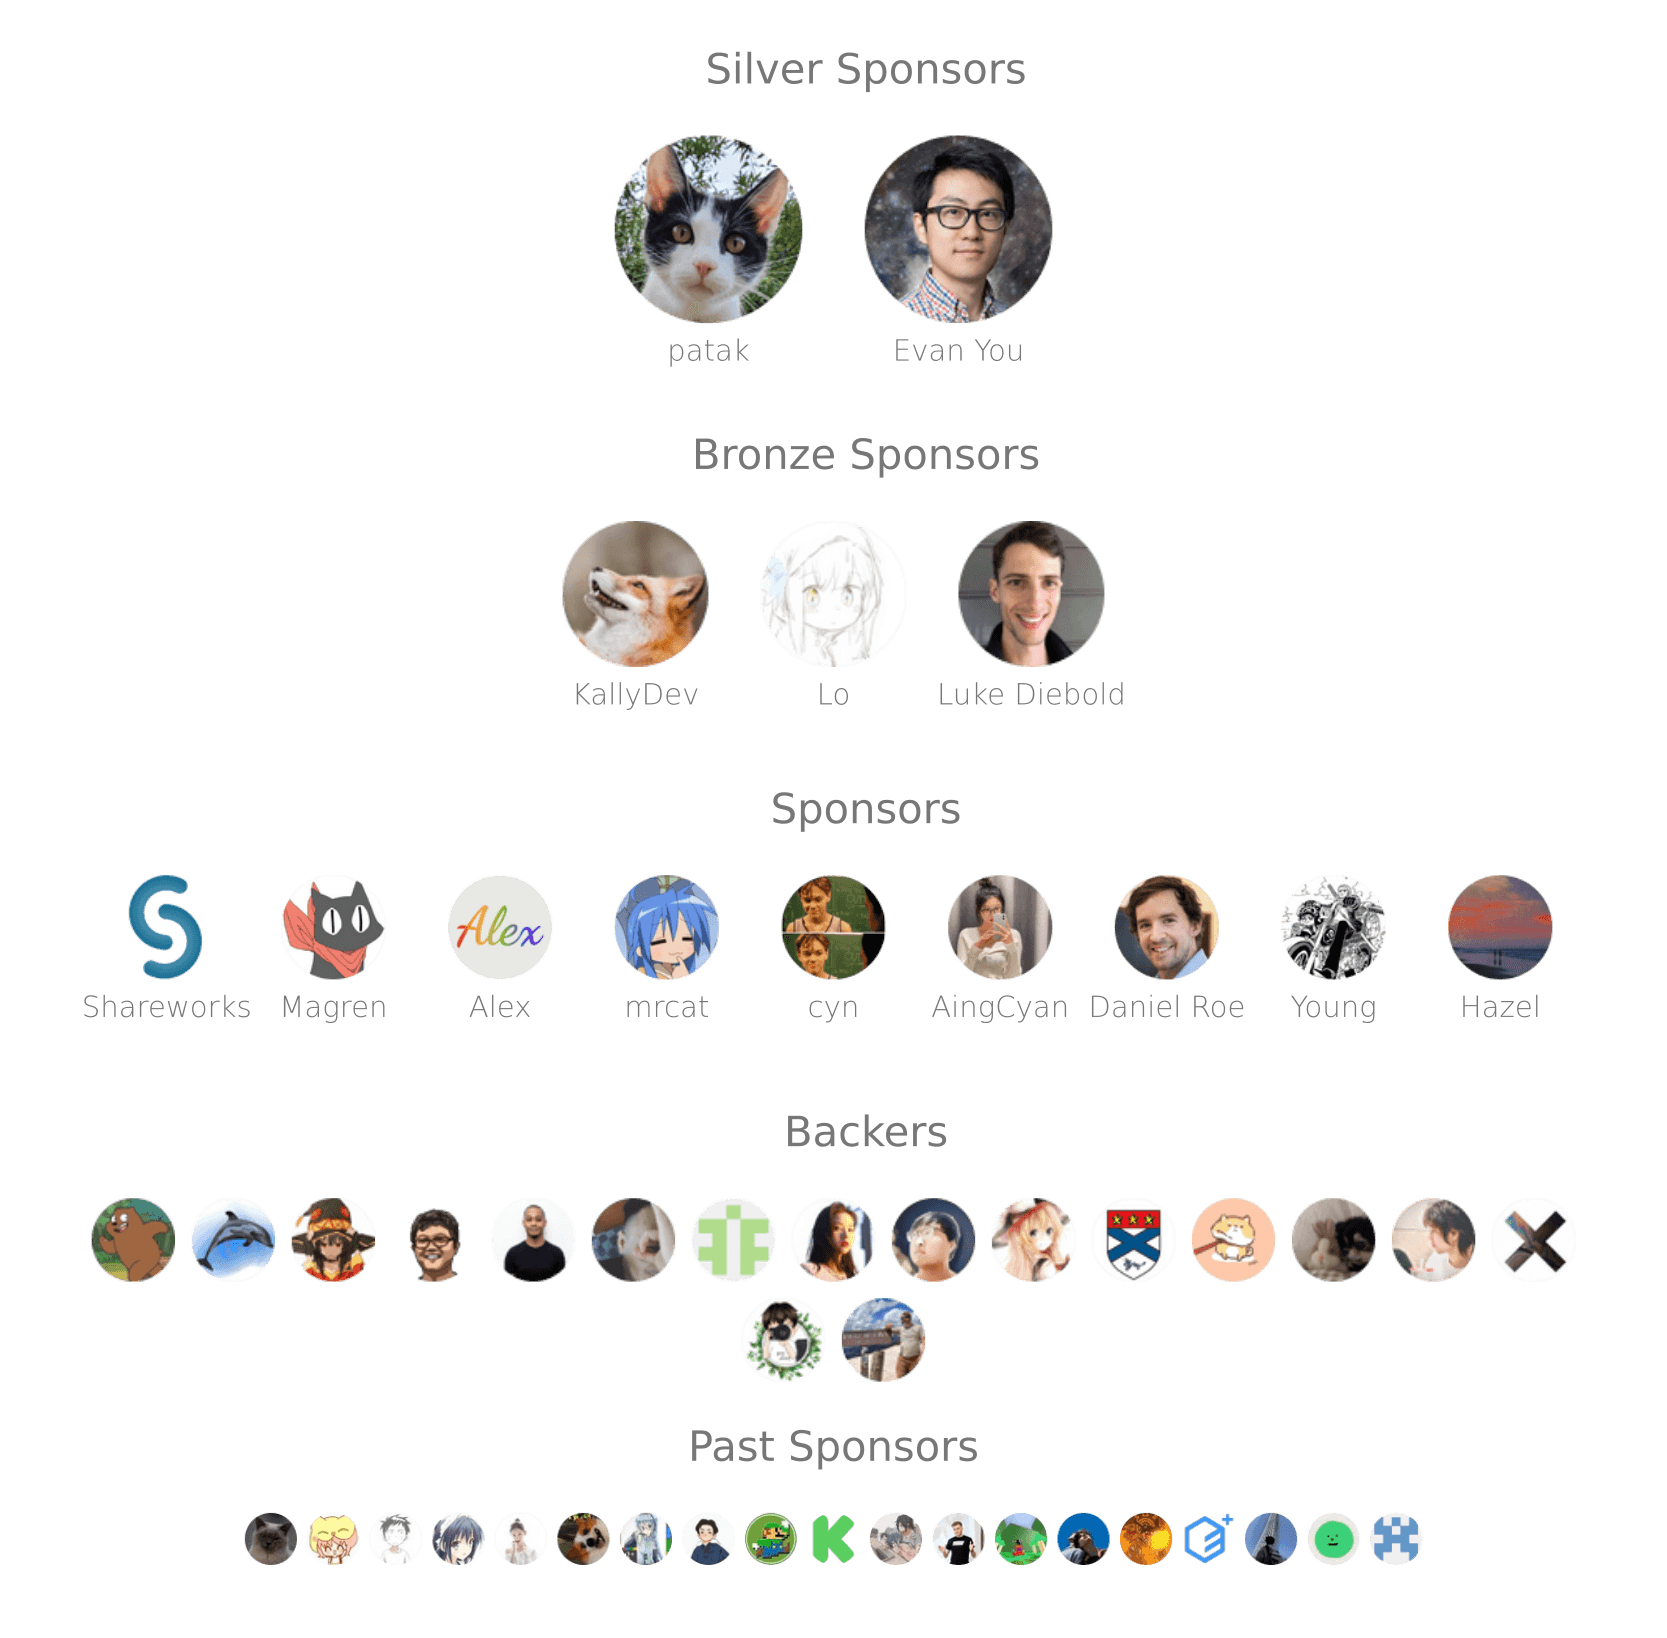 Silver Sponsors
patak Evan You
Bronze Sponsors
KallyDev Lo Luke Diebold
Sponsors
Alex
Shareworks Magren Alex mrcat cyn AingCyan Daniel Roe Young Hazel
Backers
Past Sponsors